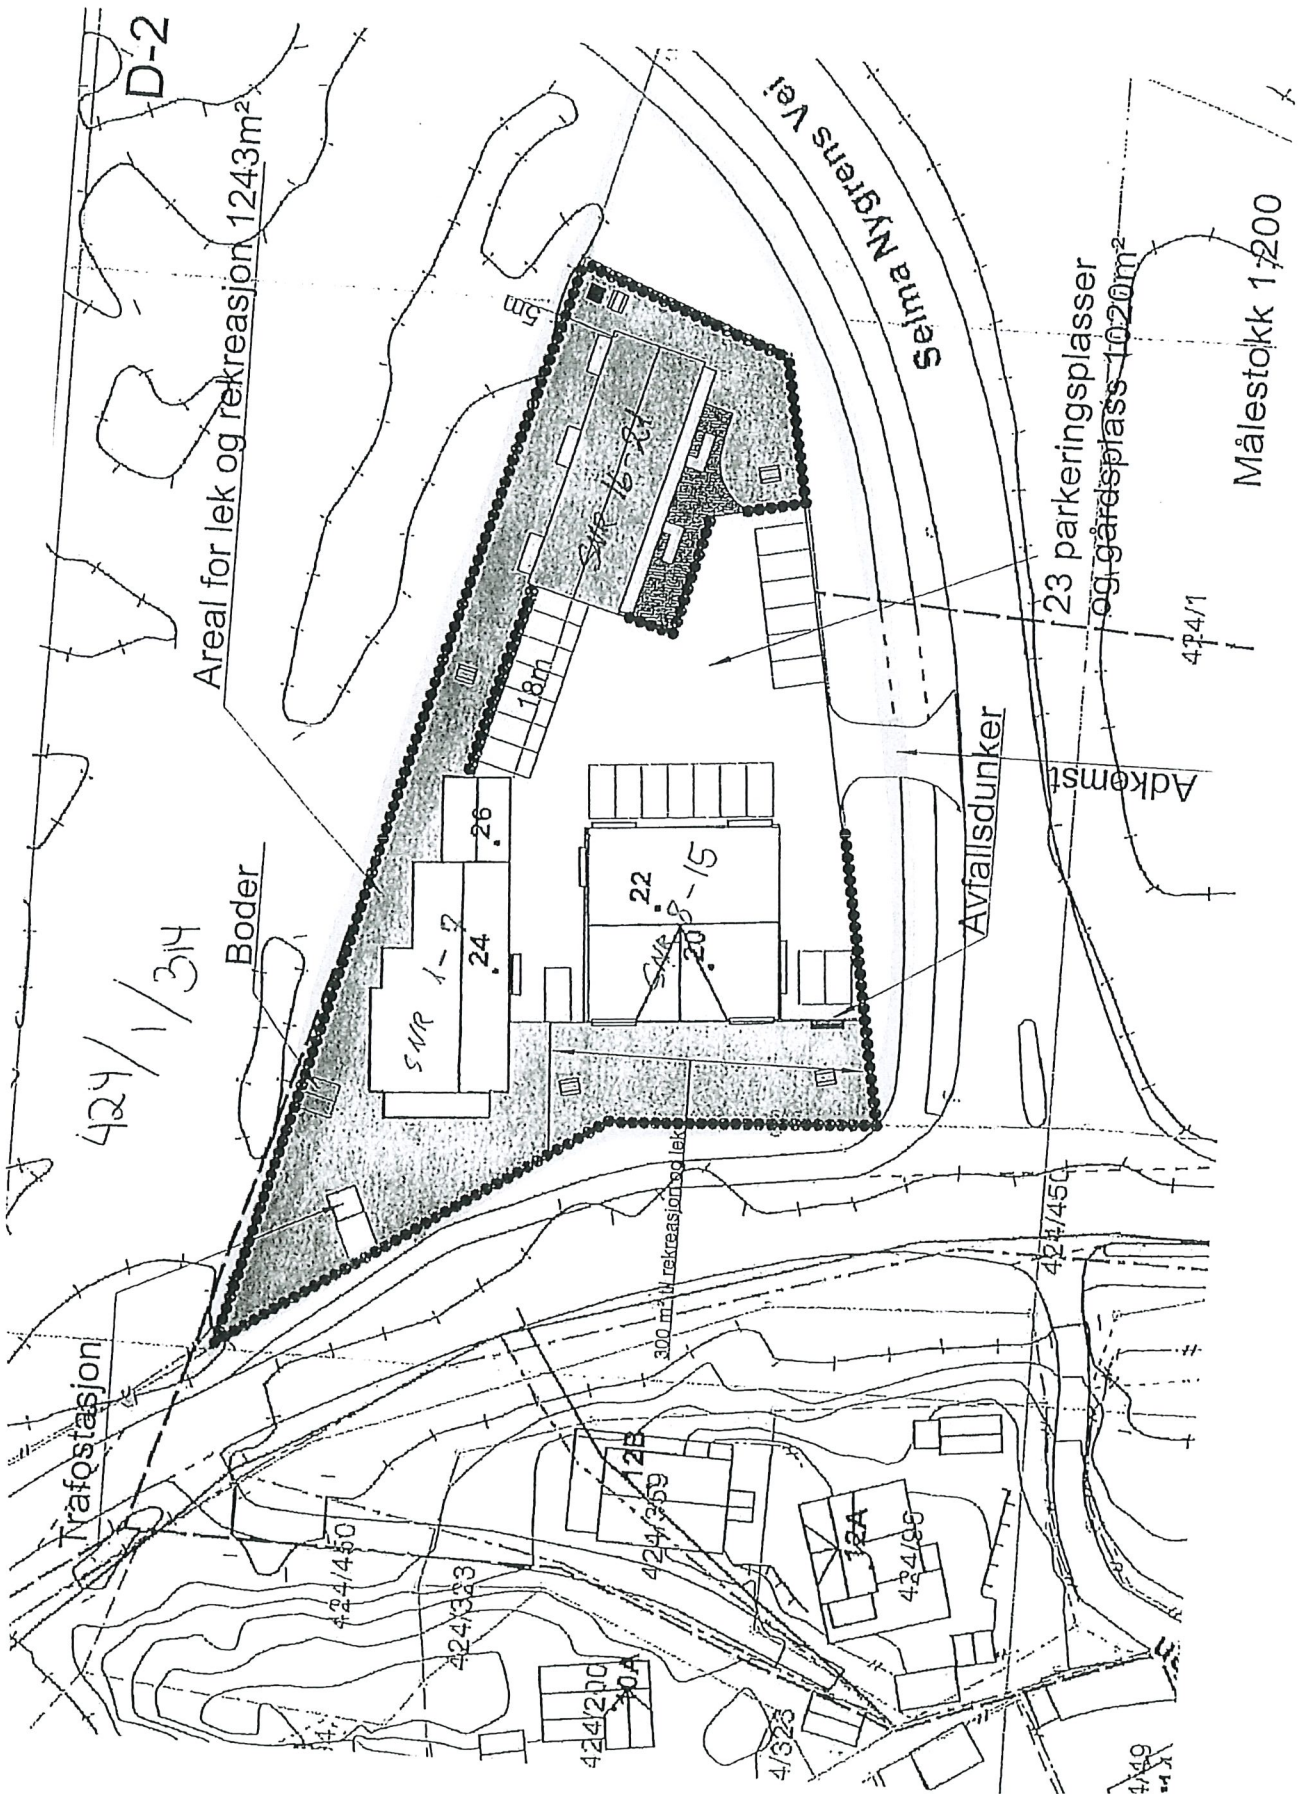 D-2
Areal for lek og rekreasjon 1243m²
Selma Nygrens Vei
5m
SNR 16-21
18m
23 parkeringsplasser
og gårdsplass 1020m²
Målestokk 1:200
424/1
Adkomst
Avfallsdunker
424/1/314
Boder
26
SNR 1-7
24
22
SNR 8-15
20
Trafostasjon
300 m² til rekreasjon og lek
424/450
12B
424/359
12A
424/460
424/323
424/200
4/323